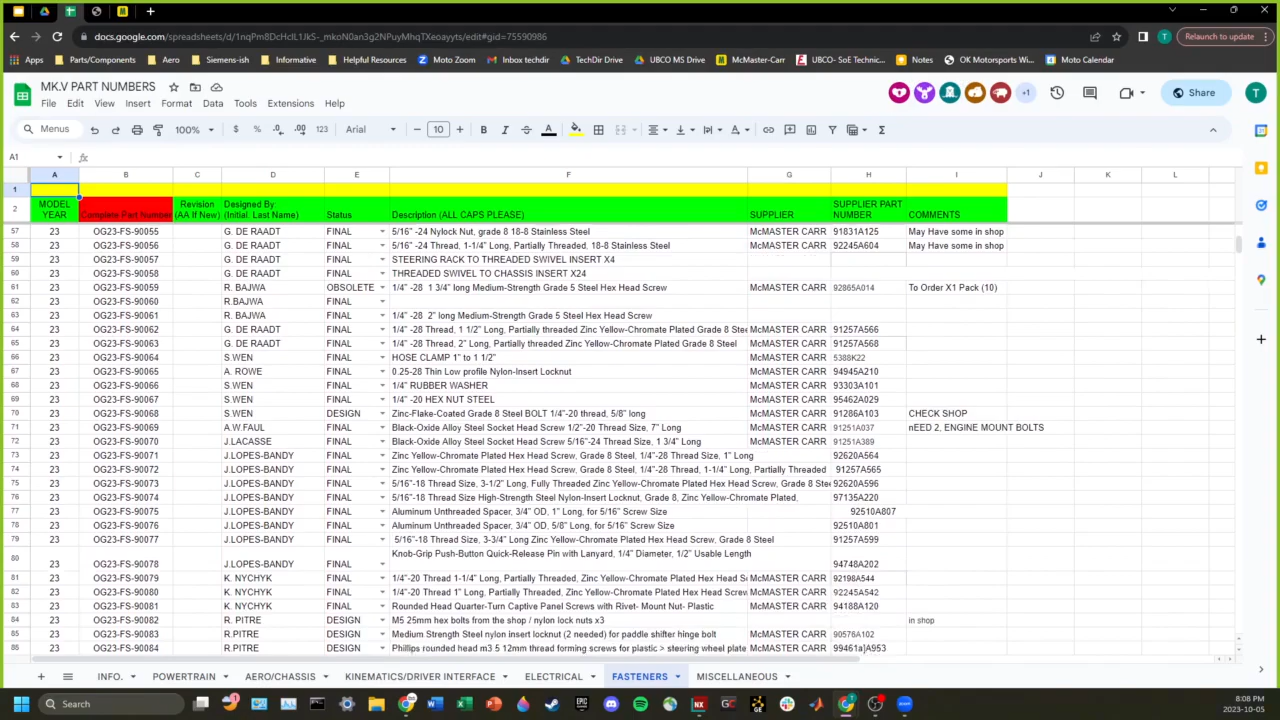 docs.google.com/spreadsheets/d/1nqPm8DcHclL1JkS-_mkoN0an3g2NPuyMhqTXeoayyts/edit#gid=75590986
Relaunch to update
Apps Parts/Components Aero Siemens-ish Informative Helpful Resources Moto Zoom Inbox techdir TechDir Drive UBCO MS Drive McMaster-Carr UBCO- SoE Technic... Notes OK Motorsports Wi... Moto Calendar
MK.V PART NUMBERS
File Edit View Insert Format Data Tools Extensions Help
+1 Share T
Menus 100% $ % .0 .00 123 Arial 10 B I
A1 fx
A B C D E F G H I J K L
1
2 MODEL YEAR Complete Part Number Revision (AA If New) Designed By: (Initial. Last Name) Status Description (ALL CAPS PLEASE) SUPPLIER SUPPLIER PART NUMBER COMMENTS
57 23 OG23-FS-90055 G. DE RAADT FINAL 5/16" -24 Nylock Nut, grade 8 18-8 Stainless Steel McMASTER CARR 91831A125 May Have some in shop
58 23 OG23-FS-90056 G. DE RAADT FINAL 5/16" -24 Thread, 1-1/4" Long, Partially Threaded, 18-8 Stainless Steel McMASTER CARR 92245A604 May Have some in shop
59 23 OG23-FS-90057 G. DE RAADT FINAL STEERING RACK TO THREADED SWIVEL INSERT X4
60 23 OG23-FS-90058 G. DE RAADT FINAL THREADED SWIVEL TO CHASSIS INSERT X24
61 23 OG23-FS-90059 R. BAJWA OBSOLETE 1/4" -28 1 3/4" long Medium-Strength Grade 5 Steel Hex Head Screw McMASTER CARR 92865A014 To Order X1 Pack (10)
62 23 OG23-FS-90060 R.BAJWA FINAL
63 23 OG23-FS-90061 R. BAJWA FINAL 1/4" -28 2" long Medium-Strength Grade 5 Steel Hex Head Screw
64 23 OG23-FS-90062 G. DE RAADT FINAL 1/4" -28 Thread, 1 1/2" Long, Partially threaded Zinc Yellow-Chromate Plated Grade 8 Stee McMASTER CARR 91257A566
65 23 OG23-FS-90063 G. DE RAADT FINAL 1/4" -28 Thread, 2" Long, Partially threaded Zinc Yellow-Chromate Plated Grade 8 Steel McMASTER CARR 91257A568
66 23 OG23-FS-90064 S.WEN FINAL HOSE CLAMP 1" to 1 1/2" McMASTER CARR 5388K22
67 23 OG23-FS-90065 A. ROWE FINAL 0.25-28 Thin Low profile Nylon-Insert Locknut McMASTER CARR 94945A210
68 23 OG23-FS-90066 S.WEN FINAL 1/4" RUBBER WASHER McMASTER CARR 93303A101
69 23 OG23-FS-90067 S.WEN FINAL 1/4" -20 HEX NUT STEEL McMASTER CARR 95462A029
70 23 OG23-FS-90068 S.WEN DESIGN Zinc-Flake-Coated Grade 8 Steel BOLT 1/4"-20 thread, 5/8" long McMASTER CARR 91286A103 CHECK SHOP
71 23 OG23-FS-90069 A.W.FAUL FINAL Black-Oxide Alloy Steel Socket Head Screw 1/2"-20 Thread Size, 7" Long McMASTER CARR 91251A037 nEED 2, ENGINE MOUNT BOLTS
72 23 OG23-FS-90070 J.LACASSE FINAL Black-Oxide Alloy Steel Socket Head Screw 5/16"-24 Thread Size, 1 3/4" Long McMASTER CARR 91251A389
73 23 OG23-FS-90071 J.LOPES-BANDY FINAL Zinc Yellow-Chromate Plated Hex Head Screw, Grade 8 Steel, 1/4"-28 Thread Size, 1" Long 92620A564
74 23 OG23-FS-90072 J.LOPES-BANDY FINAL Zinc Yellow-Chromate Plated Hex Head Screw, Grade 8 Steel, 1/4"-28 Thread, 1-1/4" Long, Partially Threaded 91257A565
75 23 OG23-FS-90073 J.LOPES-BANDY FINAL 5/16"-18 Thread Size, 3-1/2" Long, Fully Threaded Zinc Yellow-Chromate Plated Hex Head Screw, Grade 8 Stee 92620A596
76 23 OG23-FS-90074 J.LOPES-BANDY FINAL 5/16"-18 Thread Size High-Strength Steel Nylon-Insert Locknut, Grade 8, Zinc Yellow-Chromate Plated, 97135A220
77 23 OG23-FS-90075 J.LOPES-BANDY FINAL Aluminum Unthreaded Spacer, 3/4" OD, 1" Long, for 5/16" Screw Size 92510A807
78 23 OG23-FS-90076 J.LOPES-BANDY FINAL Aluminum Unthreaded Spacer, 3/4" OD, 5/8" Long, for 5/16" Screw Size 92510A801
79 23 OG23-FS-90077 J.LOPES-BANDY FINAL 5/16"-18 Thread Size, 3-3/4" Long Zinc Yellow-Chromate Plated Hex Head Screw, Grade 8 Steel 91257A599
80 23 OG23-FS-90078 J.LOPES-BANDY FINAL Knob-Grip Push-Button Quick-Release Pin with Lanyard, 1/4" Diameter, 1/2" Usable Length 94748A202
81 23 OG23-FS-90079 K. NYCHYK FINAL 1/4"-20 Thread 1-1/4" Long, Partially Threaded, Zinc Yellow-Chromate Plated Hex Head S McMASTER CARR 92198A544
82 23 OG23-FS-90080 K. NYCHYK FINAL 1/4"-20 Thread 1" Long, Partially Threaded, Zinc Yellow-Chromate Plated Hex Head Screw McMASTER CARR 92245A542
83 23 OG23-FS-90081 K. NYCHYK FINAL Rounded Head Quarter-Turn Captive Panel Screws with Rivet- Mount Nut- Plastic McMASTER CARR 94188A120
84 23 OG23-FS-90082 R. PITRE DESIGN M5 25mm hex bolts from the shop / nylon lock nuts x3 in shop
85 23 OG23-FS-90083 R.PITRE DESIGN Medium Strength Steel nylon insert locknut (2 needed) for paddle shifter hinge bolt McMASTER CARR 90576A102
86 23 OG23-FS-90084 R.PITRE DESIGN Phillips rounded head m3 5 12mm thread forming screws for plastic > steering wheel plate McMASTER CARR 99461a]A953
INFO. POWERTRAIN AERO/CHASSIS KINEMATICS/DRIVER INTERFACE ELECTRICAL FASTENERS MISCELLANEOUS
Search 8:08 PM
2023-10-05